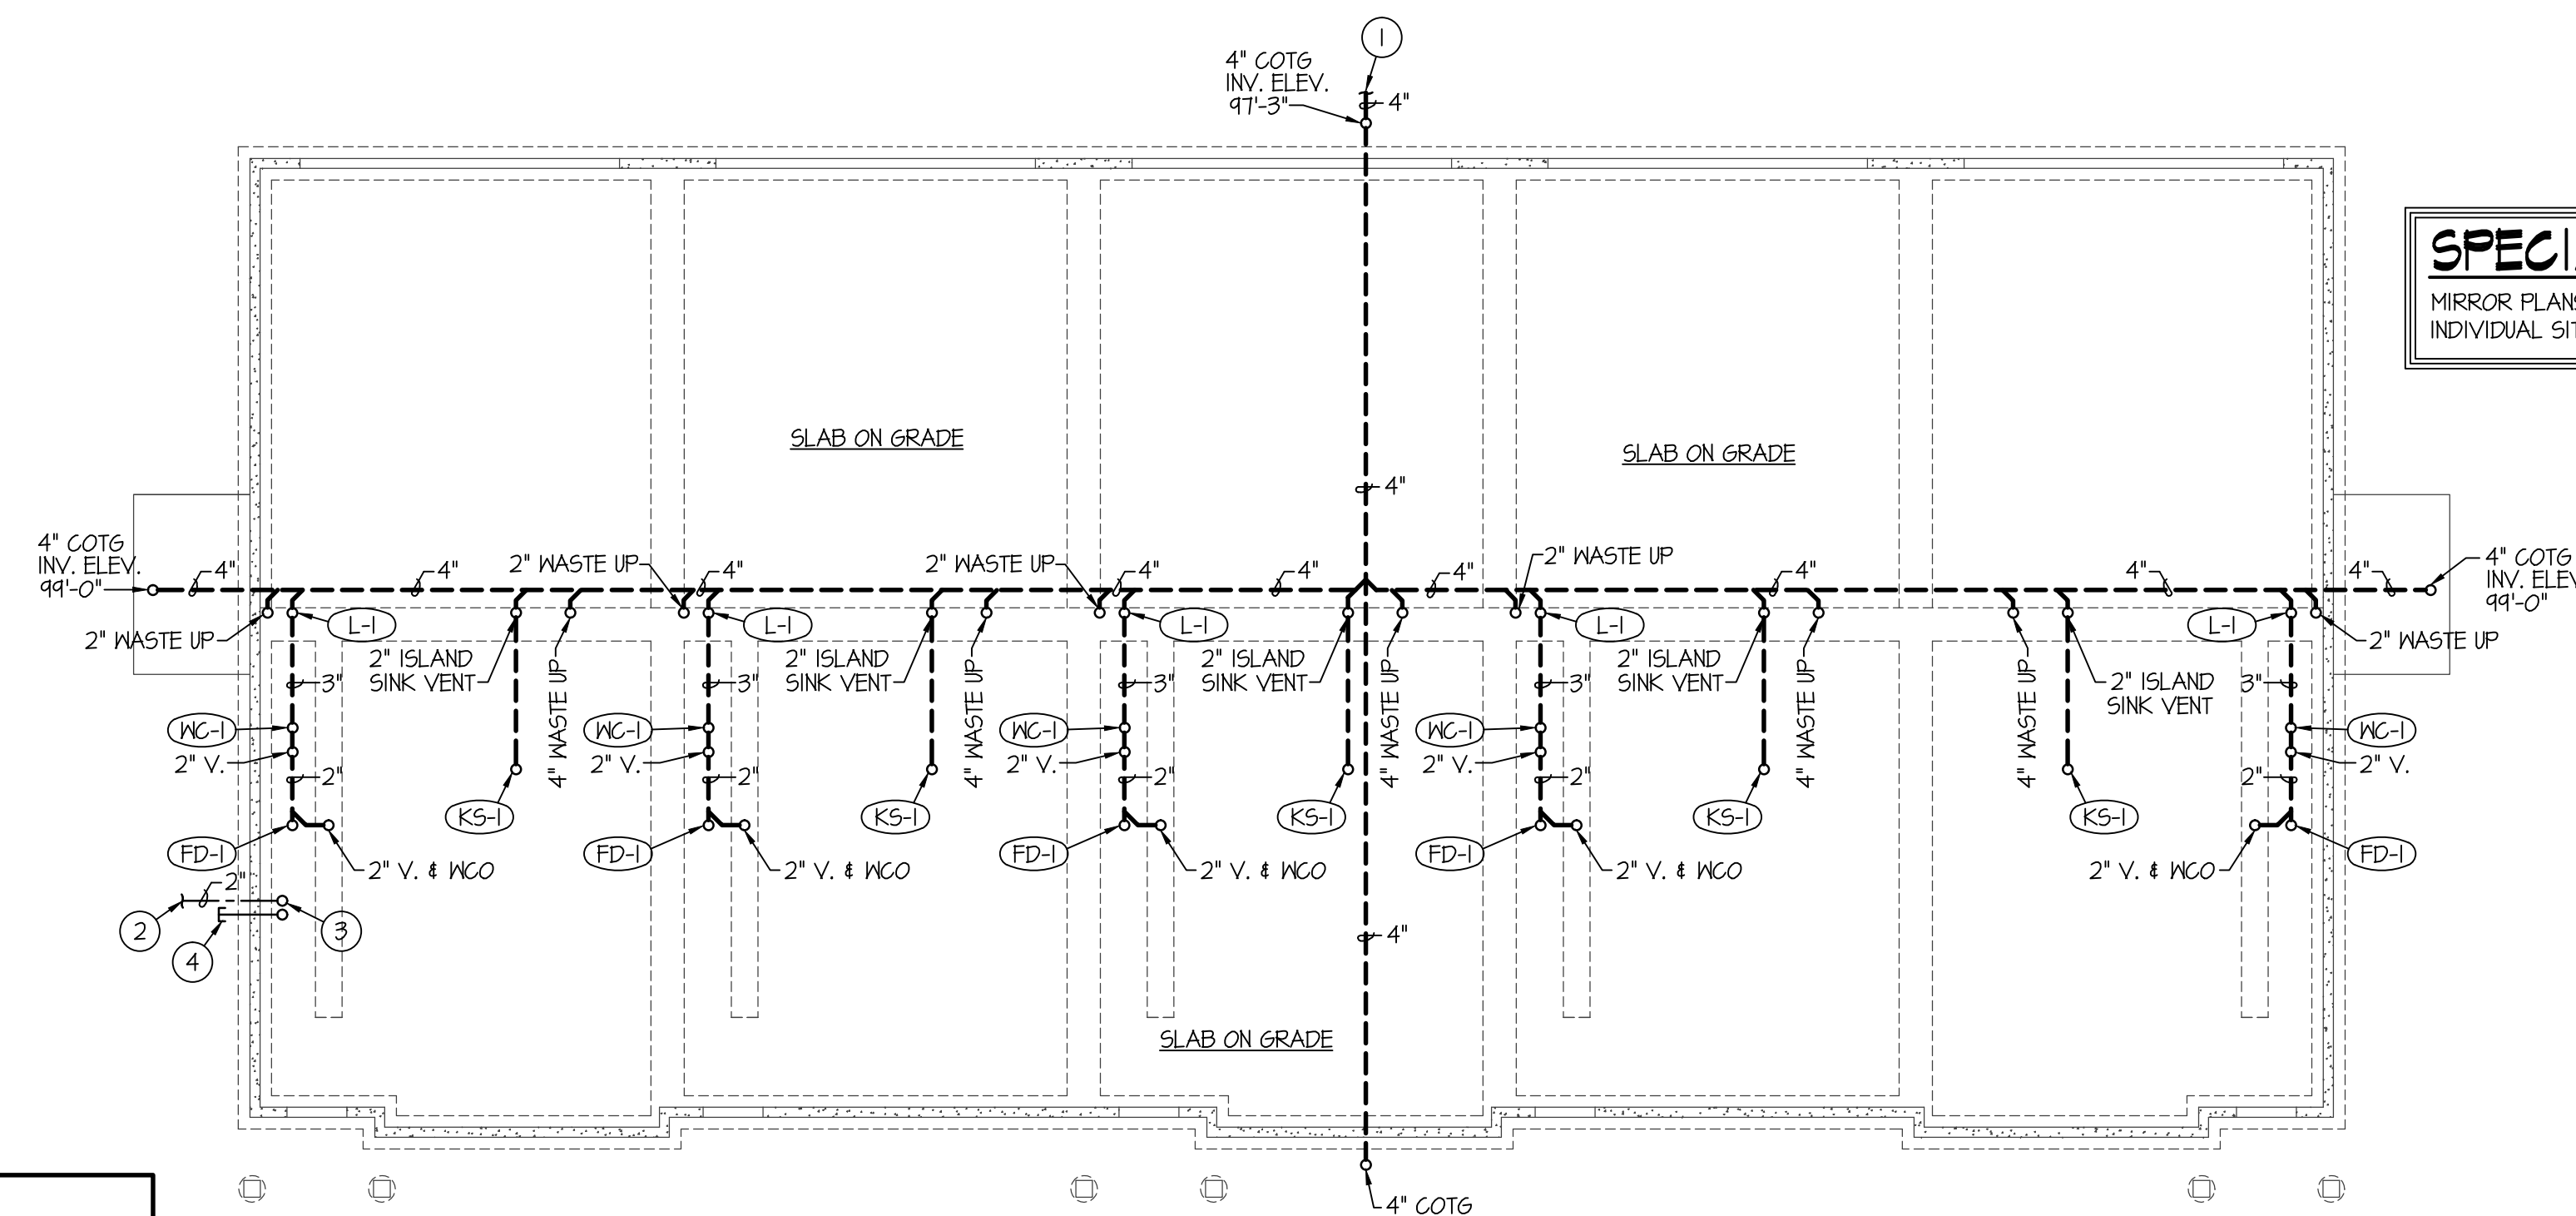 1
4" COTG
INV. ELEV.
97'-3"
4"
SPECI
MIRROR PLANS
INDIVIDUAL SIT
SLAB ON GRADE
SLAB ON GRADE
4"
4" COTG
INV. ELEV.
99'-0"
4"
4"
2" WASTE UP
4"
2" WASTE UP
4"
4"
4"
2" WASTE UP
4"
4"
4"
4" COTG
INV. ELEV
99'-0"
2" WASTE UP
L-1
L-1
L-1
L-1
L-1
2" WASTE UP
2" ISLAND
SINK VENT
4" WASTE UP
2" ISLAND
SINK VENT
4" WASTE UP
2" ISLAND
SINK VENT
4" WASTE UP
2" ISLAND
SINK VENT
4" WASTE UP
4" WASTE UP
2" ISLAND
SINK VENT
3"
3"
3"
3"
3"
WC-1
WC-1
WC-1
WC-1
WC-1
2" V.
2" V.
2" V.
2" V.
2" V.
2"
2"
2"
2"
2"
KS-1
KS-1
KS-1
KS-1
KS-1
FD-1
FD-1
FD-1
FD-1
FD-1
2" V. & WCO
2" V. & WCO
2" V. & WCO
2" V. & WCO
2" V. & WCO
2"
2
3
4
4"
SLAB ON GRADE
4" COTG